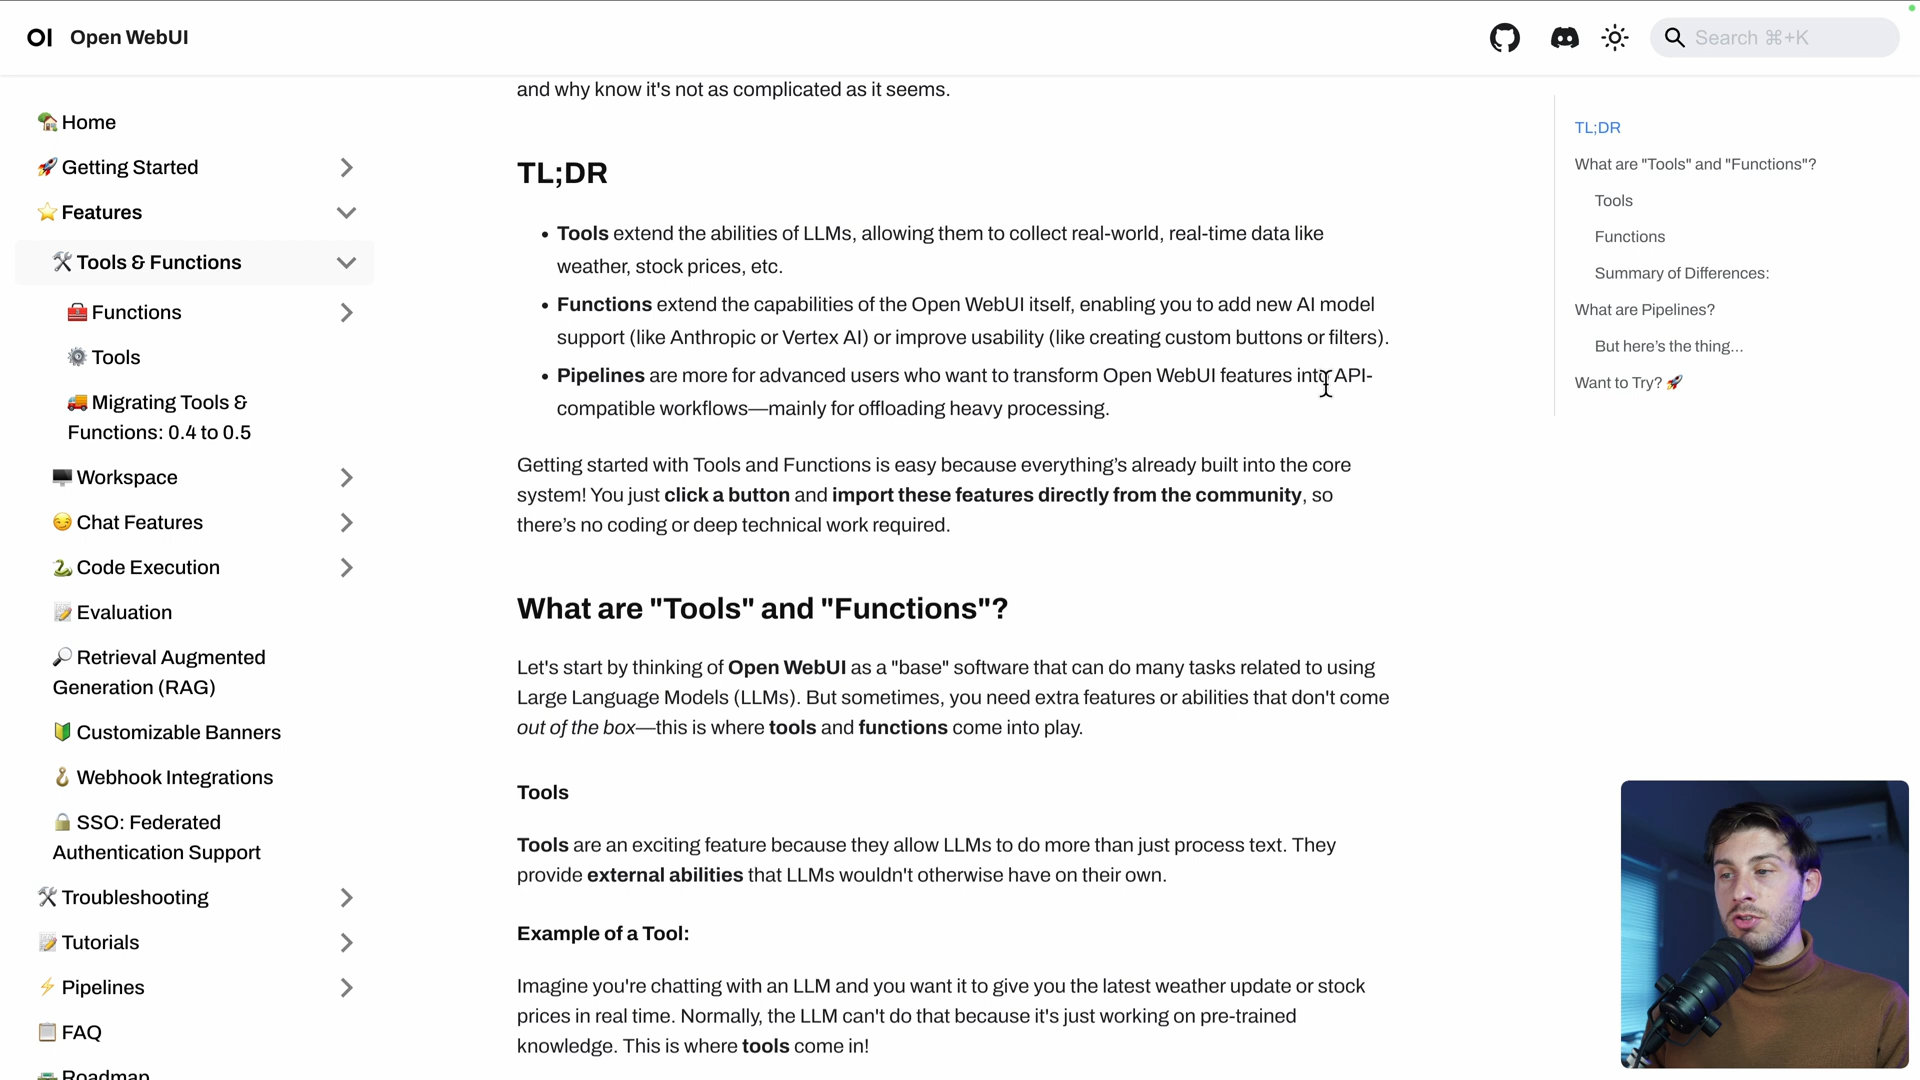 OI Open WebUI
Search ⌘+K
Home
Getting Started
Features
Tools & Functions
Functions
Tools
Migrating Tools &
Functions: 0.4 to 0.5
Workspace
Chat Features
Code Execution
Evaluation
Retrieval Augmented
Generation (RAG)
Customizable Banners
Webhook Integrations
SSO: Federated
Authentication Support
Troubleshooting
Tutorials
Pipelines
FAQ
Roadmap
and why know it's not as complicated as it seems.
TL;DR
• Tools extend the abilities of LLMs, allowing them to collect real-world, real-time data like
weather, stock prices, etc.
• Functions extend the capabilities of the Open WebUI itself, enabling you to add new AI model
support (like Anthropic or Vertex AI) or improve usability (like creating custom buttons or filters).
• Pipelines are more for advanced users who want to transform Open WebUI features into API-
compatible workflows—mainly for offloading heavy processing.
Getting started with Tools and Functions is easy because everything’s already built into the core
system! You just click a button and import these features directly from the community, so
there’s no coding or deep technical work required.
What are "Tools" and "Functions"?
Let's start by thinking of Open WebUI as a "base" software that can do many tasks related to using
Large Language Models (LLMs). But sometimes, you need extra features or abilities that don't come
out of the box—this is where tools and functions come into play.
Tools
Tools are an exciting feature because they allow LLMs to do more than just process text. They
provide external abilities that LLMs wouldn't otherwise have on their own.
Example of a Tool:
Imagine you're chatting with an LLM and you want it to give you the latest weather update or stock
prices in real time. Normally, the LLM can't do that because it's just working on pre-trained
knowledge. This is where tools come in!
TL;DR
What are "Tools" and "Functions"?
Tools
Functions
Summary of Differences:
What are Pipelines?
But here’s the thing...
Want to Try? 🚀